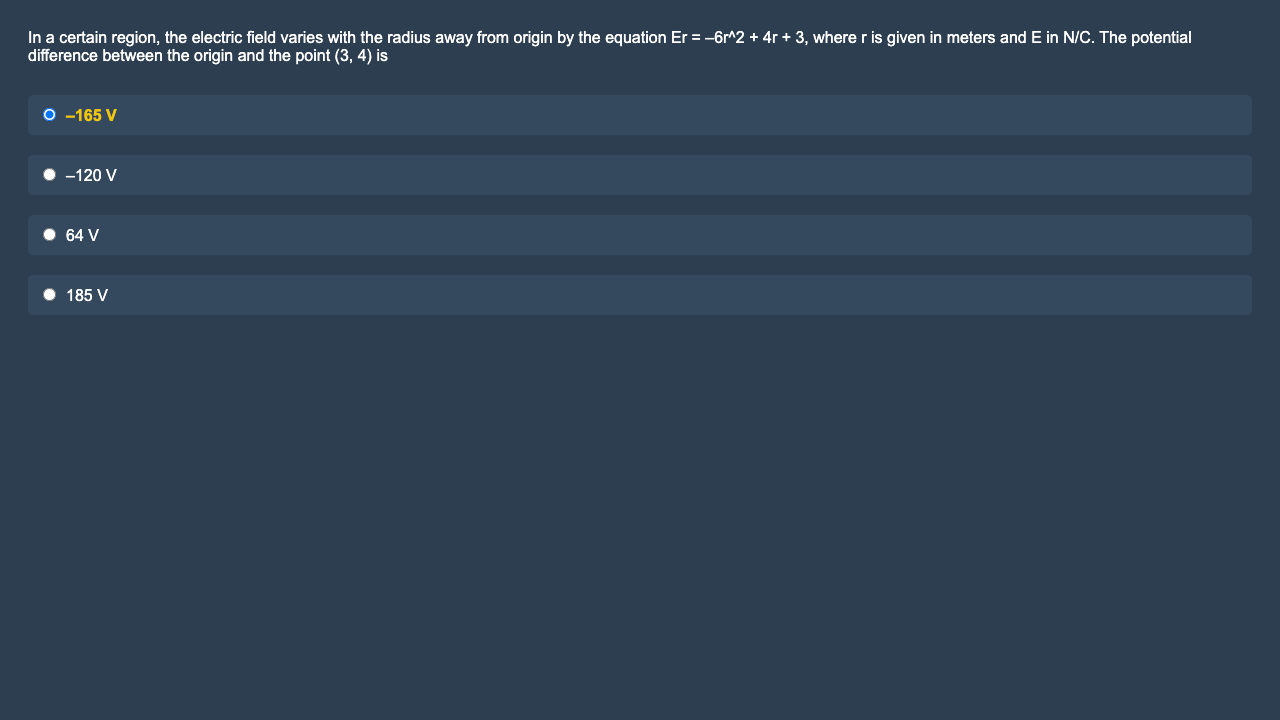 In a certain region, the electric field varies with the radius away from origin by the equation Er = –6r^2 + 4r + 3, where r is given in meters and E in N/C. The potential
difference between the origin and the point (3, 4) is
–165 V
–120 V
64 V
185 V